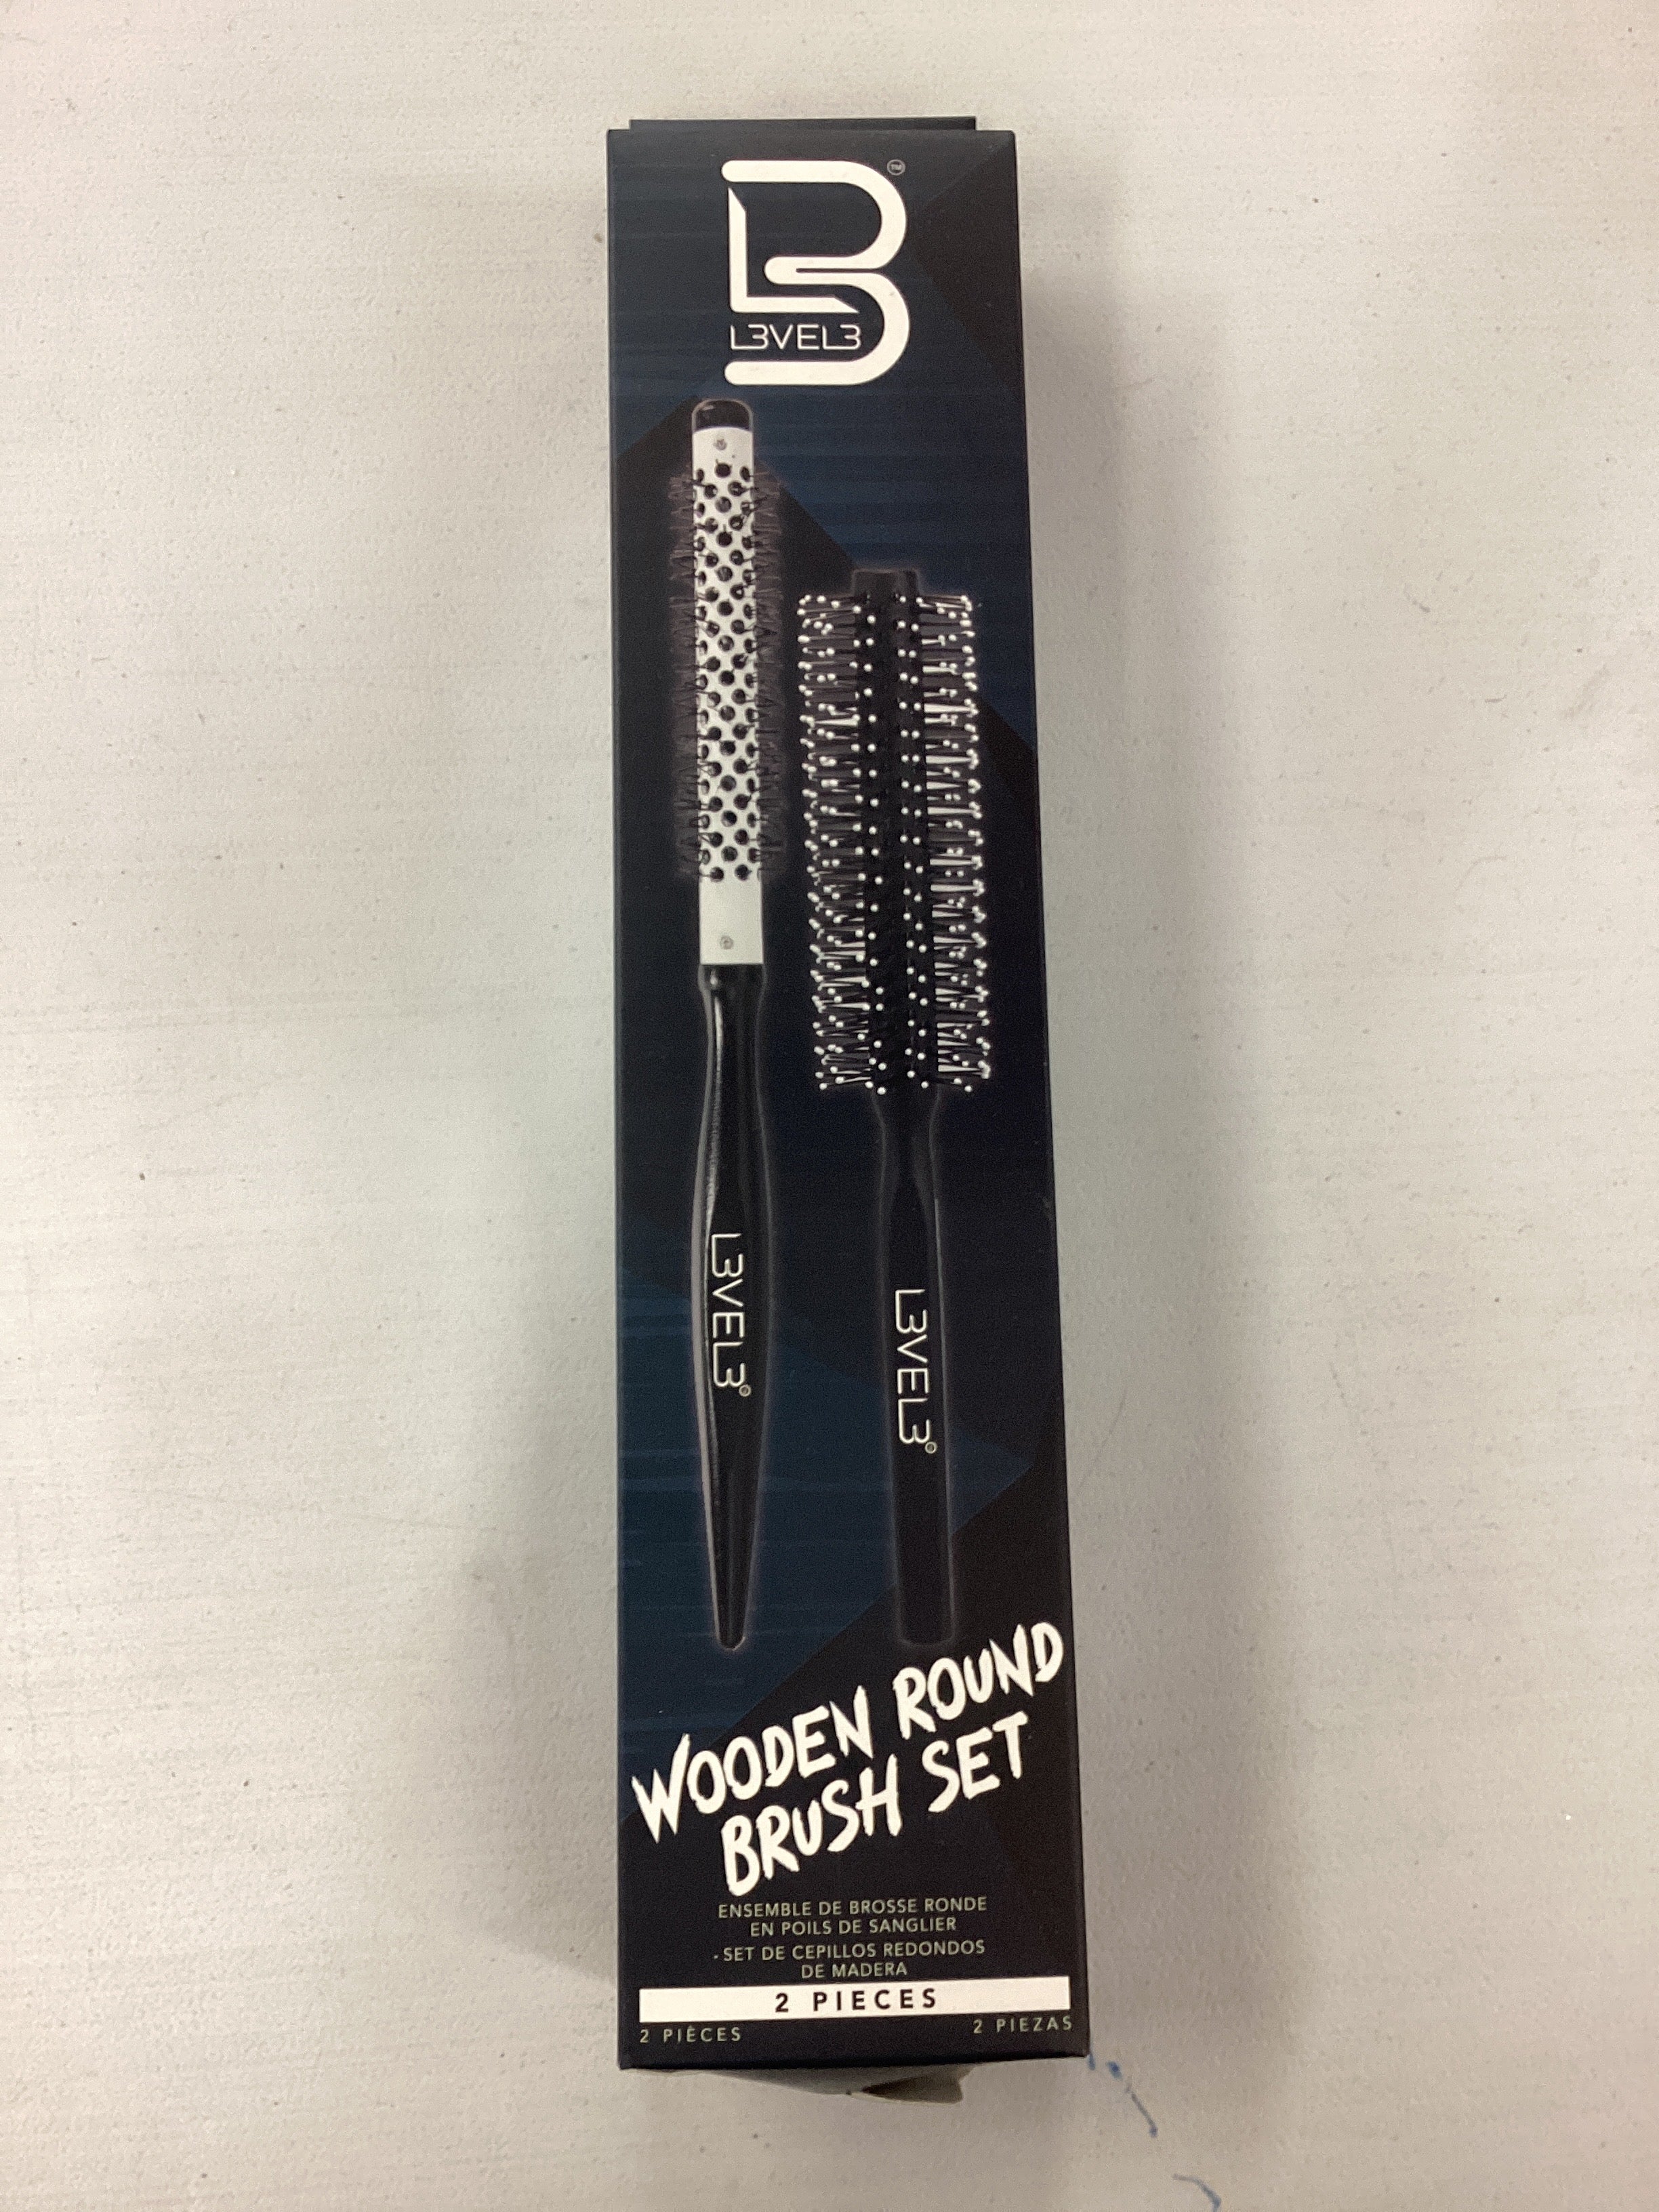 L3VEL3
TM
L3VEL3
L3VEL3
WOODEN ROUND
BRUSH SET
ENSEMBLE DE BROSSE RONDE
EN POILS DE SANGLIER
- SET DE CEPILLOS REDONDOS
DE MADERA
2 PIECES
2 PIÈCES
2 PIEZAS